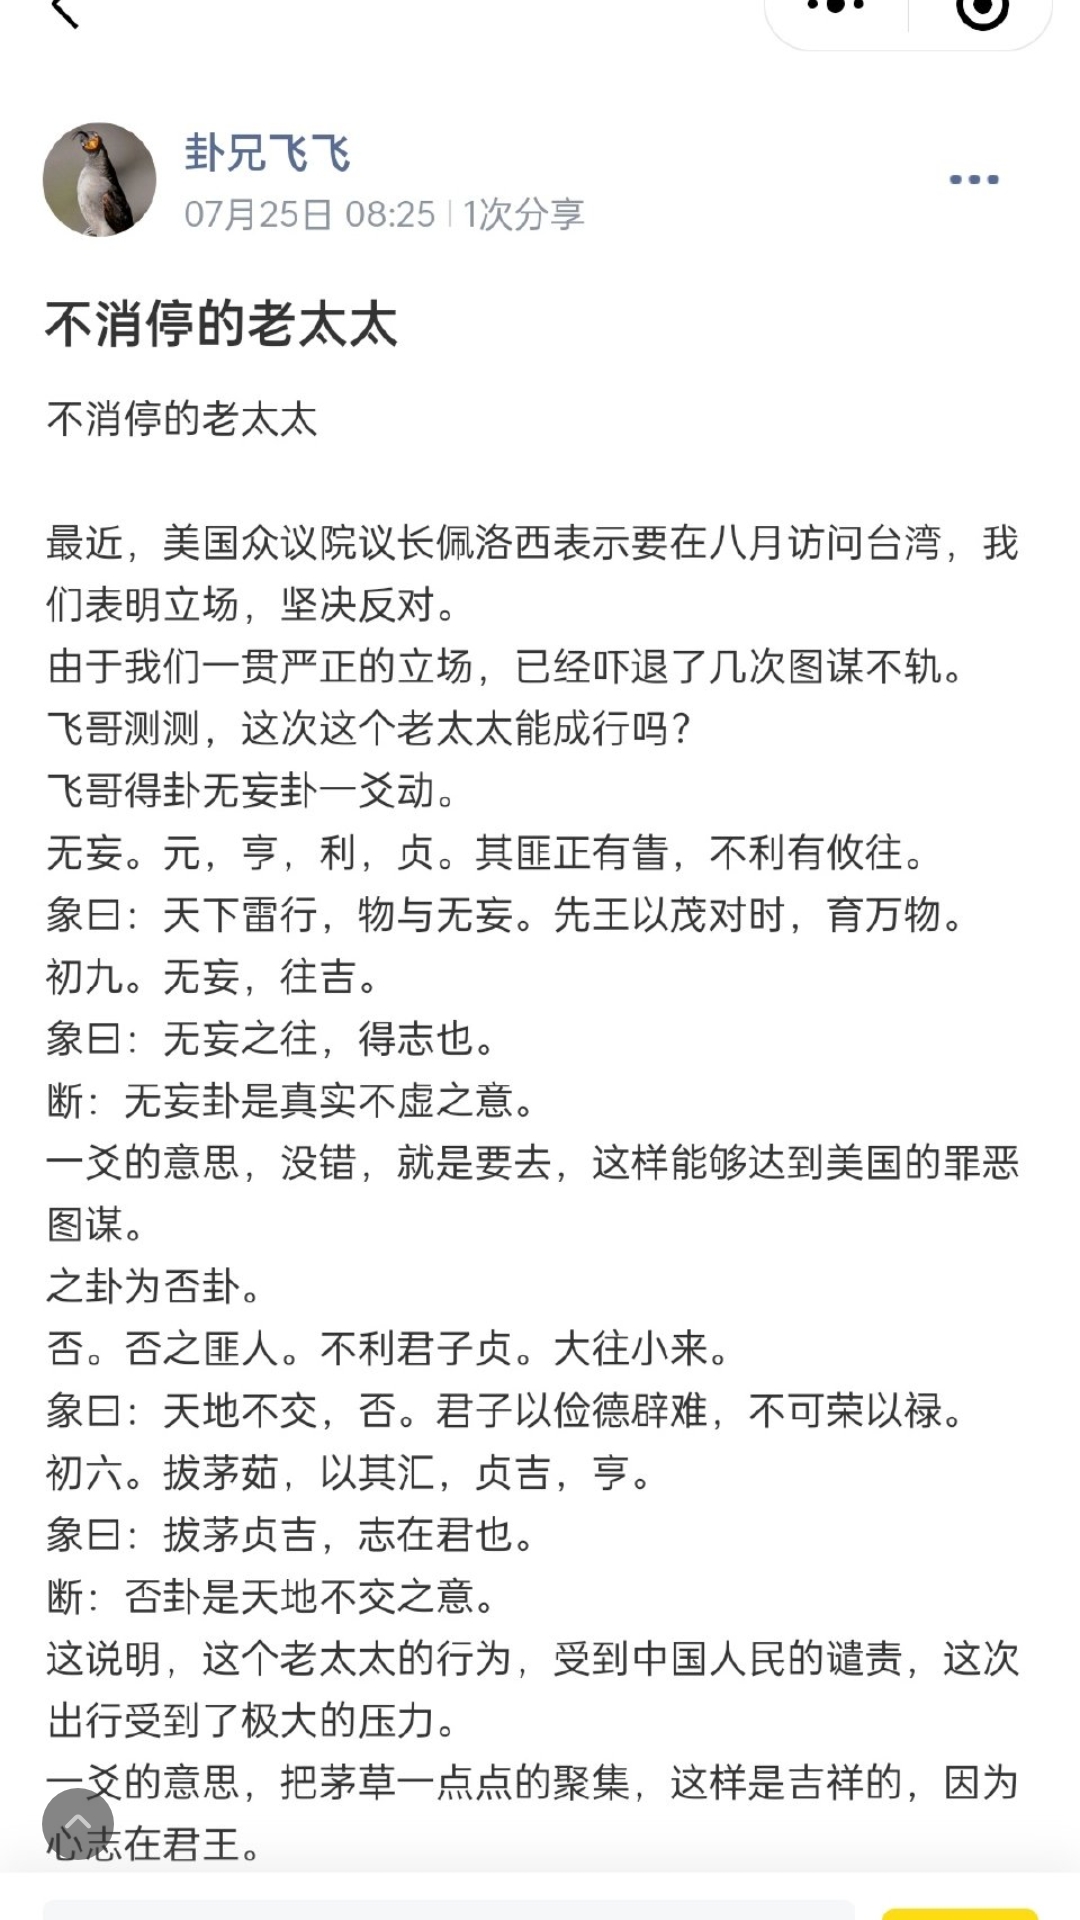 卦兄飞飞
07月25日 08:25 | 1次分享
不消停的老太太
不消停的老太太
最近，美国众议院议长佩洛西表示要在八月访问台湾，我
们表明立场，坚决反对。
由于我们一贯严正的立场，已经吓退了几次图谋不轨。
飞哥测测，这次这个老太太能成行吗？
飞哥得卦无妄卦一爻动。
无妄。元，亨，利，贞。其匪正有眚，不利有攸往。
象曰：天下雷行，物与无妄。先王以茂对时，育万物。
初九。无妄，往吉。
象曰：无妄之往，得志也。
断：无妄卦是真实不虚之意。
一爻的意思，没错，就是要去，这样能够达到美国的罪恶
图谋。
之卦为否卦。
否。否之匪人。不利君子贞。大往小来。
象曰：天地不交，否。君子以俭德辟难，不可荣以禄。
初六。拔茅茹，以其汇，贞吉，亨。
象曰：拔茅贞吉，志在君也。
断：否卦是天地不交之意。
这说明，这个老太太的行为，受到中国人民的谴责，这次
出行受到了极大的压力。
一爻的意思，把茅草一点点的聚集，这样是吉祥的，因为
心志在君王。